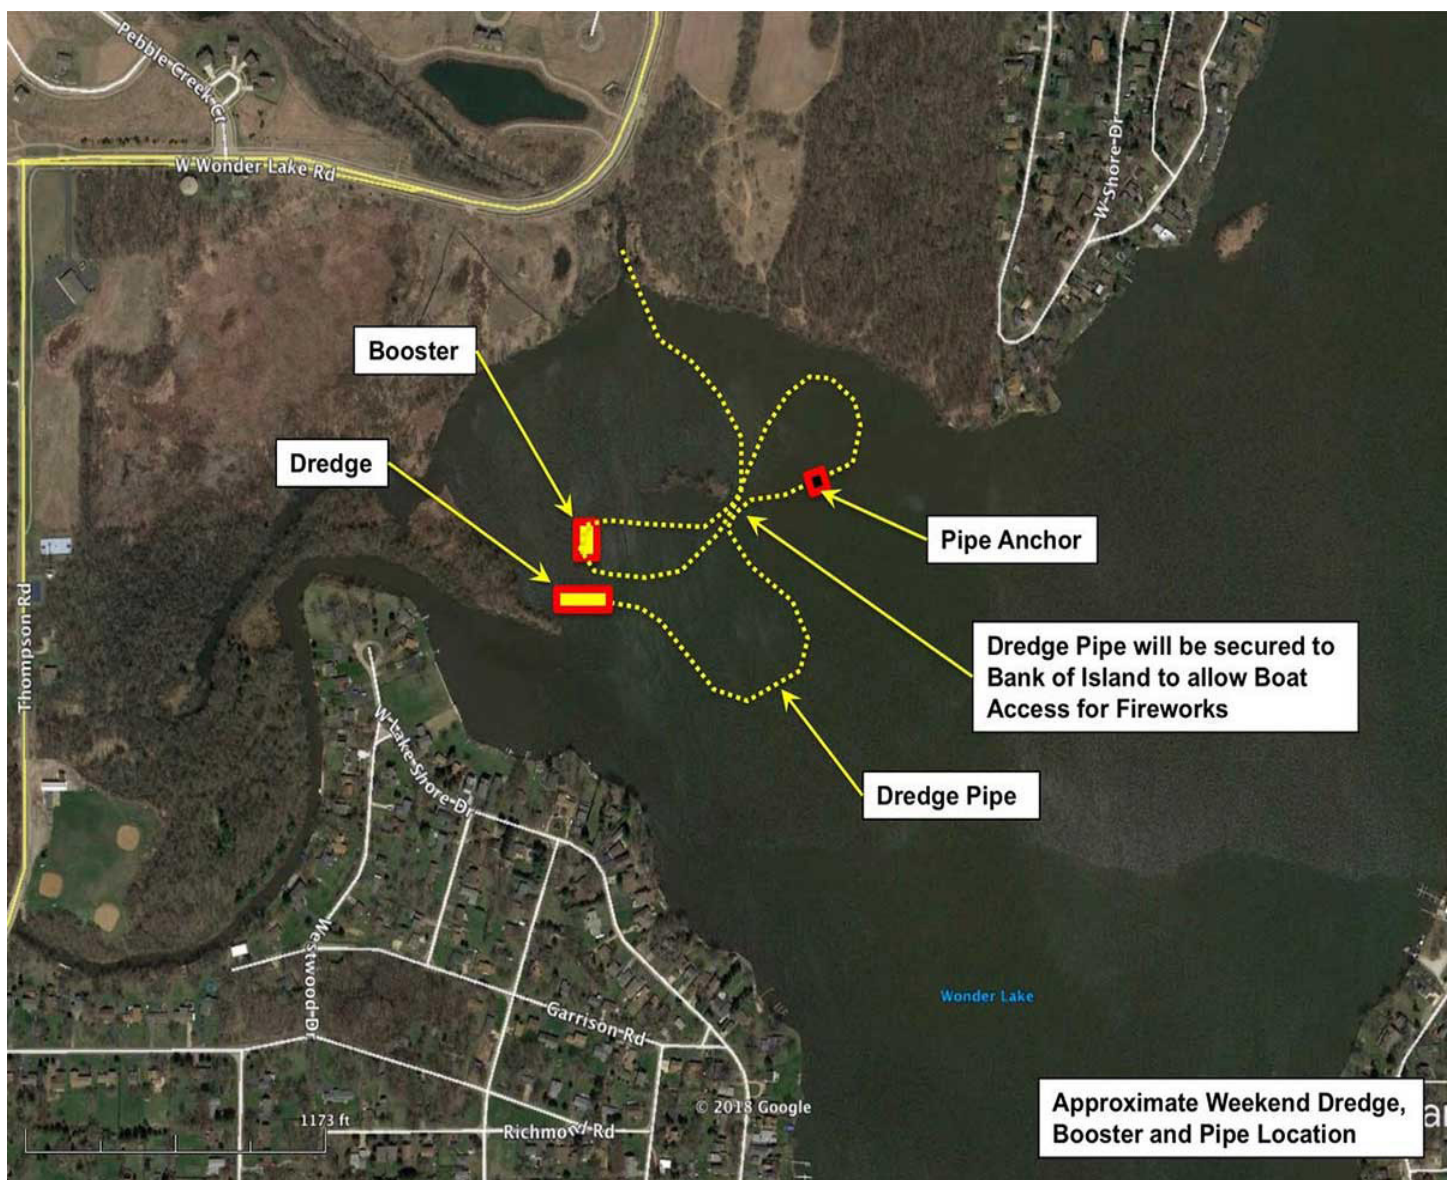 Pebble Creek Ct
W Wonder Lake Rd
W Shore Dr
Booster
Dredge
Pipe Anchor
Thompson Rd
Dredge Pipe will be secured to
Bank of Island to allow Boat
Access for Fireworks
W Lake Shore Dr
Dredge Pipe
Westwood Dr
Wonder Lake
Garrison Rd
© 2018 Google
1173 ft
Richmond Rd
Approximate Weekend Dredge,
Booster and Pipe Location